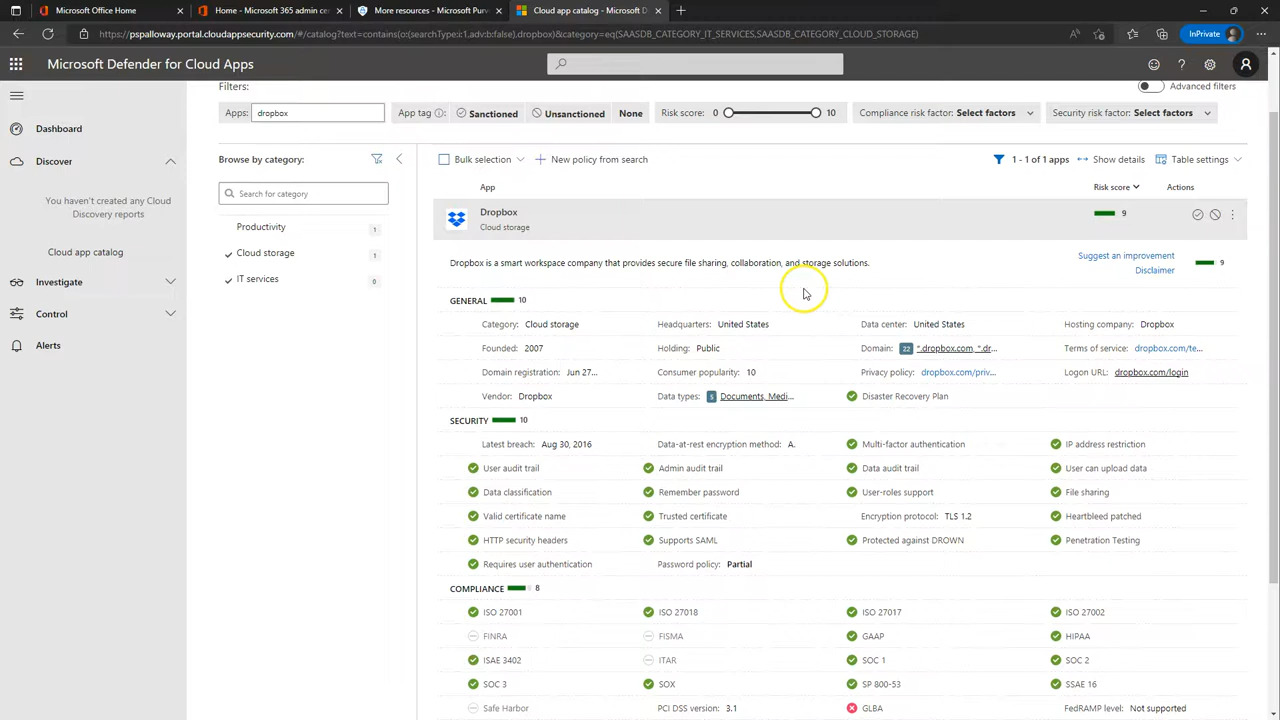 Microsoft Office Home
Home - Microsoft 365 admin cen
More resources - Microsoft Purv
Cloud app catalog - Microsoft D
https://pspalloway.portal.cloudappsecurity.com/#/catalog?text=contains(o:(searchType:i:1,adv:b:false),dropbox)&category=eq(SAASDB_CATEGORY_IT_SERVICES,SAASDB_CATEGORY_CLOUD_STORAGE)
InPrivate
Microsoft Defender for Cloud Apps
A
Filters:
Advanced filters
Apps: dropbox App tag: Sanctioned Unsanctioned None Risk score: 0 10 Compliance risk factor: Select factors Security risk factor: Select factors
Dashboard
Discover
You haven't created any Cloud
Discovery reports
Cloud app catalog
Investigate
Control
Alerts
Browse by category:
Search for category
Productivity 1
Cloud storage 1
IT services 0
Bulk selection New policy from search 1 - 1 of 1 apps Show details Table settings
App Risk score Actions
Dropbox 9
Cloud storage
Dropbox is a smart workspace company that provides secure file sharing, collaboration, and storage solutions.
Suggest an improvement 9
Disclaimer
GENERAL 10
Category: Cloud storage Headquarters: United States Data center: United States Hosting company: Dropbox
Founded: 2007 Holding: Public Domain: 22 *.dropbox.com, *.dr... Terms of service: dropbox.com/te...
Domain registration: Jun 27... Consumer popularity: 10 Privacy policy: dropbox.com/priv... Logon URL: dropbox.com/login
Vendor: Dropbox Data types: 5 Documents, Medi... Disaster Recovery Plan
SECURITY 10
Latest breach: Aug 30, 2016 Data-at-rest encryption method: A. Multi-factor authentication IP address restriction
User audit trail Admin audit trail Data audit trail User can upload data
Data classification Remember password User-roles support File sharing
Valid certificate name Trusted certificate Encryption protocol: TLS 1.2 Heartbleed patched
HTTP security headers Supports SAML Protected against DROWN Penetration Testing
Requires user authentication Password policy: Partial
COMPLIANCE 8
ISO 27001 ISO 27018 ISO 27017 ISO 27002
FINRA FISMA GAAP HIPAA
ISAE 3402 ITAR SOC 1 SOC 2
SOC 3 SOX SP 800-53 SSAE 16
Safe Harbor PCI DSS version: 3.1 GLBA FedRAMP level: Not supported